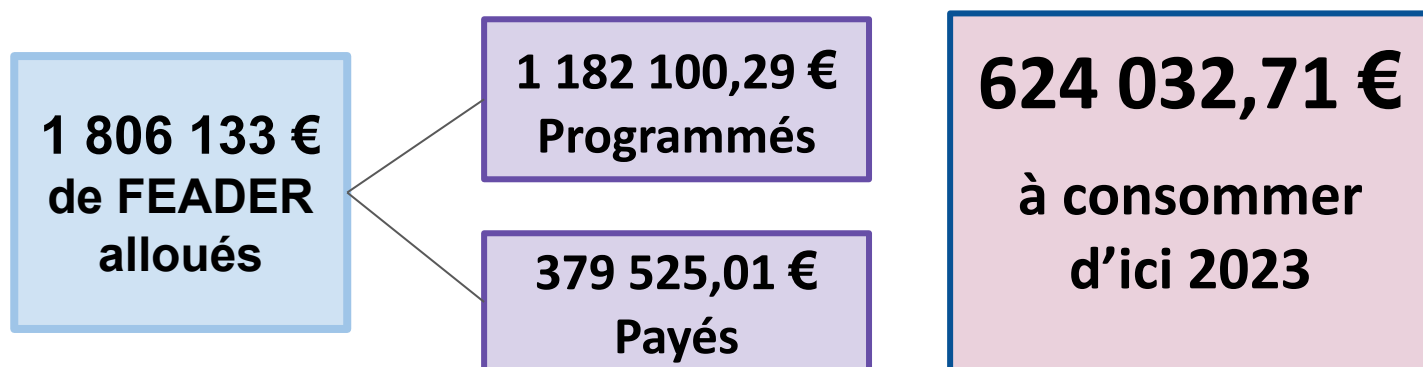 1 806 133 €
de FEADER
alloués
1 182 100,29 €
Programmés
379 525,01 €
Payés
624 032,71 €
à consommer
d’ici 2023